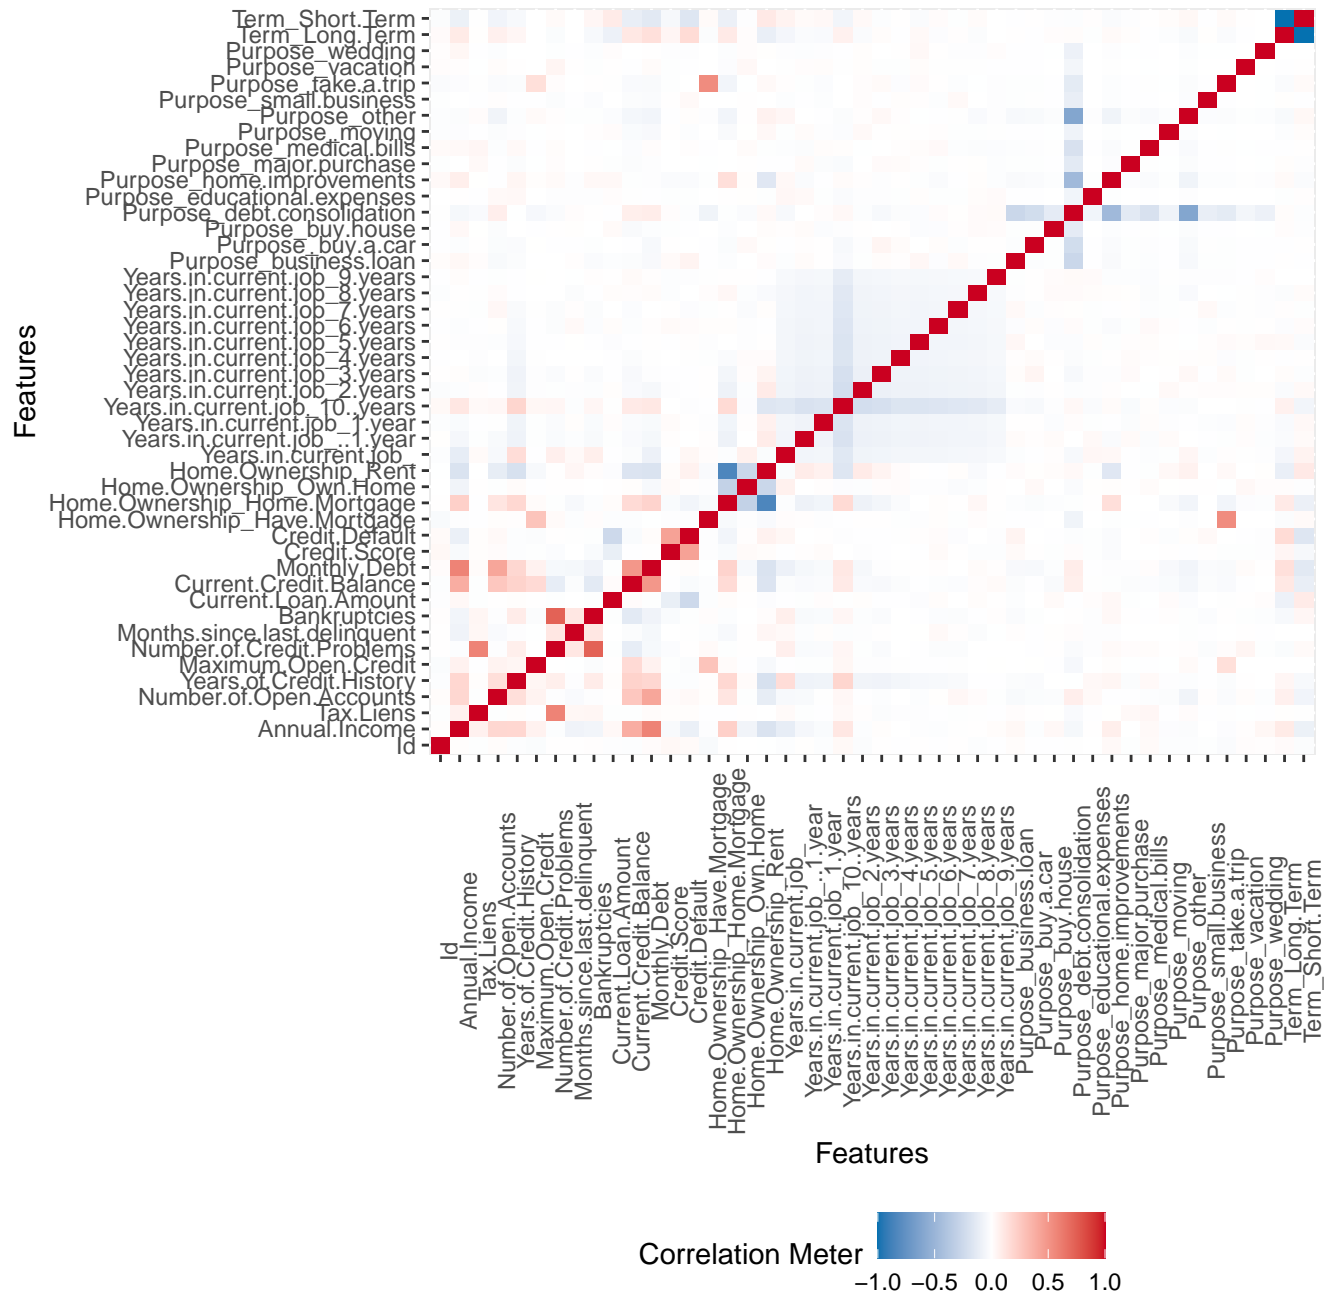 Term_Short.Term
Term_Long.Term
Purpose_wedding
Purpose_vacation
Purpose_take.a.trip
Purpose_small.business
Purpose_other
Purpose_moving
Purpose_medical.bills
Purpose_major.purchase
Purpose_home.improvements
Purpose_educational.expenses
Purpose_debt.consolidation
Purpose_buy.house
Purpose_buy.a.car
Purpose_business.loan
Years.in.current.job_9.years
Years.in.current.job_8.years
Years.in.current.job_7.years
Years.in.current.job_6.years
Years.in.current.job_5.years
Years.in.current.job_4.years
Years.in.current.job_3.years
Years.in.current.job_2.years
Years.in.current.job_10..years
Years.in.current.job_1.year
Years.in.current.job_..1.year
Years.in.current.job_
Home.Ownership_Rent
Home.Ownership_Own.Home
Home.Ownership_Home.Mortgage
Home.Ownership_Have.Mortgage
Credit.Default
Credit.Score
Monthly.Debt
Current.Credit.Balance
Current.Loan.Amount
Bankruptcies
Months.since.last.delinquent
Number.of.Credit.Problems
Maximum.Open.Credit
Years.of.Credit.History
Number.of.Open.Accounts
Tax.Liens
Annual.Income
Id
Features
Id
Annual.Income
Tax.Liens
Number.of.Open.Accounts
Years.of.Credit.History
Maximum.Open.Credit
Number.of.Credit.Problems
Months.since.last.delinquent
Bankruptcies
Current.Loan.Amount
Current.Credit.Balance
Monthly.Debt
Credit.Score
Credit.Default
Home.Ownership_Have.Mortgage
Home.Ownership_Home.Mortgage
Home.Ownership_Own.Home
Home.Ownership_Rent
Years.in.current.job_
Years.in.current.job_..1.year
Years.in.current.job_1.year
Years.in.current.job_10..years
Years.in.current.job_2.years
Years.in.current.job_3.years
Years.in.current.job_4.years
Years.in.current.job_5.years
Years.in.current.job_6.years
Years.in.current.job_7.years
Years.in.current.job_8.years
Years.in.current.job_9.years
Purpose_business.loan
Purpose_buy.a.car
Purpose_buy.house
Purpose_debt.consolidation
Purpose_educational.expenses
Purpose_home.improvements
Purpose_major.purchase
Purpose_medical.bills
Purpose_moving
Purpose_other
Purpose_small.business
Purpose_take.a.trip
Purpose_vacation
Purpose_wedding
Term_Long.Term
Term_Short.Term
Features
Correlation Meter
−1.0 −0.5 0.0 0.5 1.0